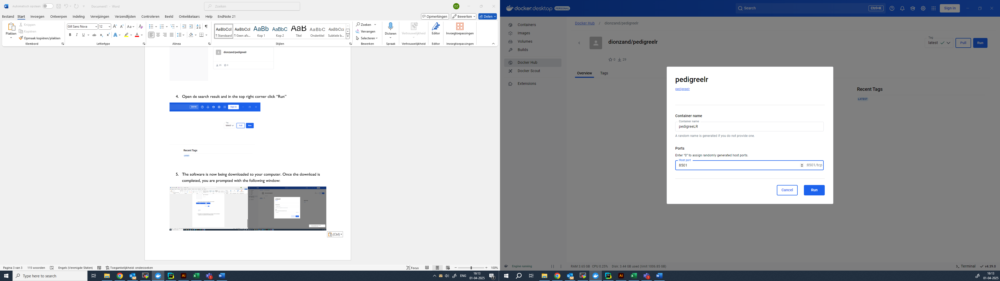 Automatisch opslaan
Document1 - Word
Zoeken
DZ
Bestand Start Invoegen Ontwerpen Indeling Verwijzingen Verzendlijsten Controleren Beeld Ontwikkelaars Help EndNote 21
Opmerkingen Bewerken Delen
Plakken
Knippen
Kopiëren
Opmaak kopiëren/plakken
Klembord
Gill Sans Nova 12
Lettertype
Alinea
AaBbCcI AaBbCcI AaBb AaBbC AaB AaBbC AaBbCcI
¶ Standaard ¶ Geen afs... Kop 1 Kop 2 Titel Ondertitel Subtiele b...
Stijlen
Zoeken
Vervangen
Selecteren
Bewerken
Dicteren
Spraak
Vertrouwelijkheid
Vertrouwelijkheid
Editor
Editor
Invoegtoepassingen
Invoegtoepassingen
dionzand/pedigreelr
25 0
4. Open de search result and in the top right corner click “Run”
Ctrl+K Sign in
Tag
latest Pull Run
Recent Tags
LATEST
5. The software is now being downloaded to your computer. Once the download is
completed, you are prompted with the following window:
(Ctrl)
Pagina 3 van 3 115 woorden Engels (Verenigde Staten) Toegankelijkheid: onderzoeken
Focus 100%
Type here to search
ENG
16:13
01-04-2025
7
docker.desktop PERSONAL
Search Ctrl+K
Sign in
Containers
Images
Volumes
Builds
Docker Hub
Docker Scout
Extensions
Docker Hub / dionzand/pedigreelr
dionzand/pedigreelr
0 29
Tag
latest
Pull Run
Overview Tags
Recent Tags
LATEST
pedigreelr
pedigreelr
Container name
Container name
pedigreeLR
A random name is generated if you do not provide one.
Ports
Enter “0” to assign randomly generated host ports.
Host port
8501 :8501/tcp
Cancel Run
Engine running
RAM 3.65 GB CPU 0.25% Disk: 3.44 GB used (limit 1006.85 GB)
Terminal v4.39.0
16:13
01-04-2025